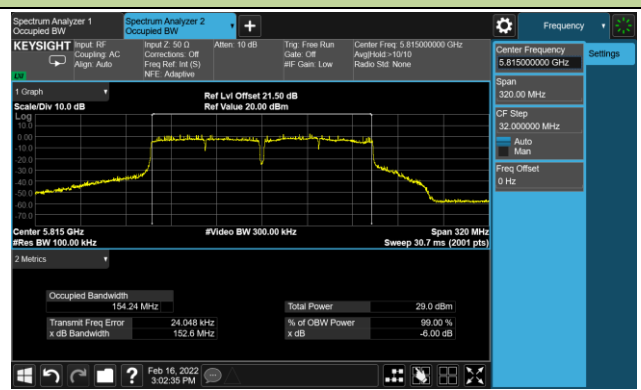 Spectrum Analyzer 1
Occupied BW
Spectrum Analyzer 2
Occupied BW
Frequency
KEYSIGHT
Input: RF
Coupling: AC
Align: Auto
Input Z: 50 Ω
Corrections: Off
Freq Ref: Int (S)
NFE: Adaptive
Atten: 10 dB
Trig: Free Run
Gate: Off
#IF Gain: Low
Center Freq: 5.815000000 GHz
Avg|Hold:>10/10
Radio Std: None
LW
1 Graph
Scale/Div 10.0 dB
Ref Lvl Offset 21.50 dB
Ref Value 20.00 dBm
Log
10.0
0.00
-10.0
-20.0
-30.0
-40.0
-50.0
-60.0
-70.0
Center 5.815 GHz
#Res BW 100.00 kHz
#Video BW 300.00 kHz
Span 320 MHz
Sweep 30.7 ms (2001 pts)
2 Metrics
Occupied Bandwidth
154.24 MHz
Transmit Freq Error 24.048 kHz
x dB Bandwidth 152.6 MHz
Total Power 29.0 dBm
% of OBW Power 99.00 %
x dB -6.00 dB
Center Frequency
5.815000000 GHz
Span
320.00 MHz
CF Step
32.000000 MHz
Auto
Man
Freq Offset
0 Hz
Settings
?
Feb 16, 2022
3:02:35 PM